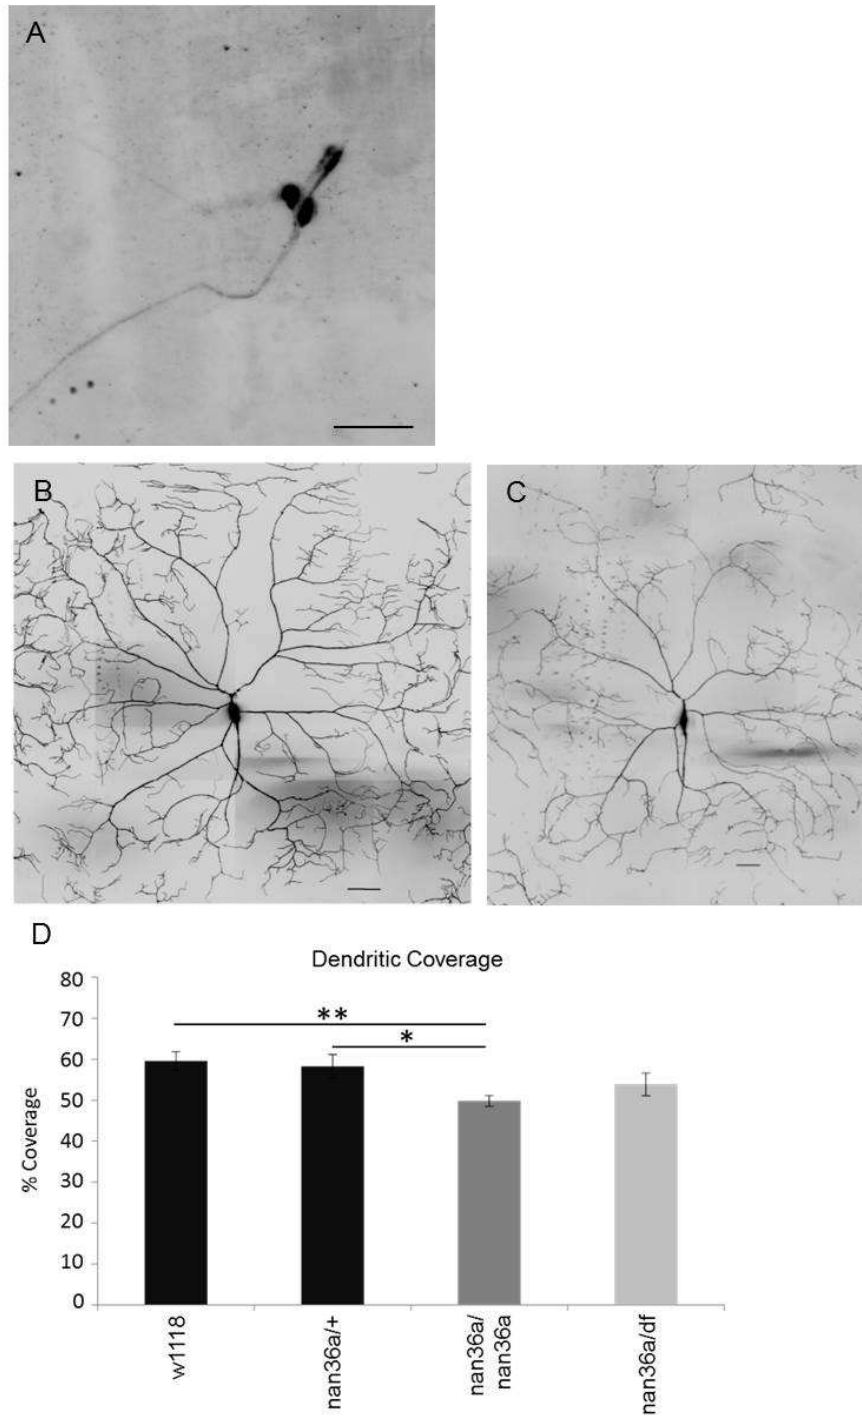 A
B
C
D
Dendritic Coverage
**
*
% Coverage
80
70
60
50
40
30
20
10
0
w1118
nan36a/+
nan36a/
nan36a
nan36a/df